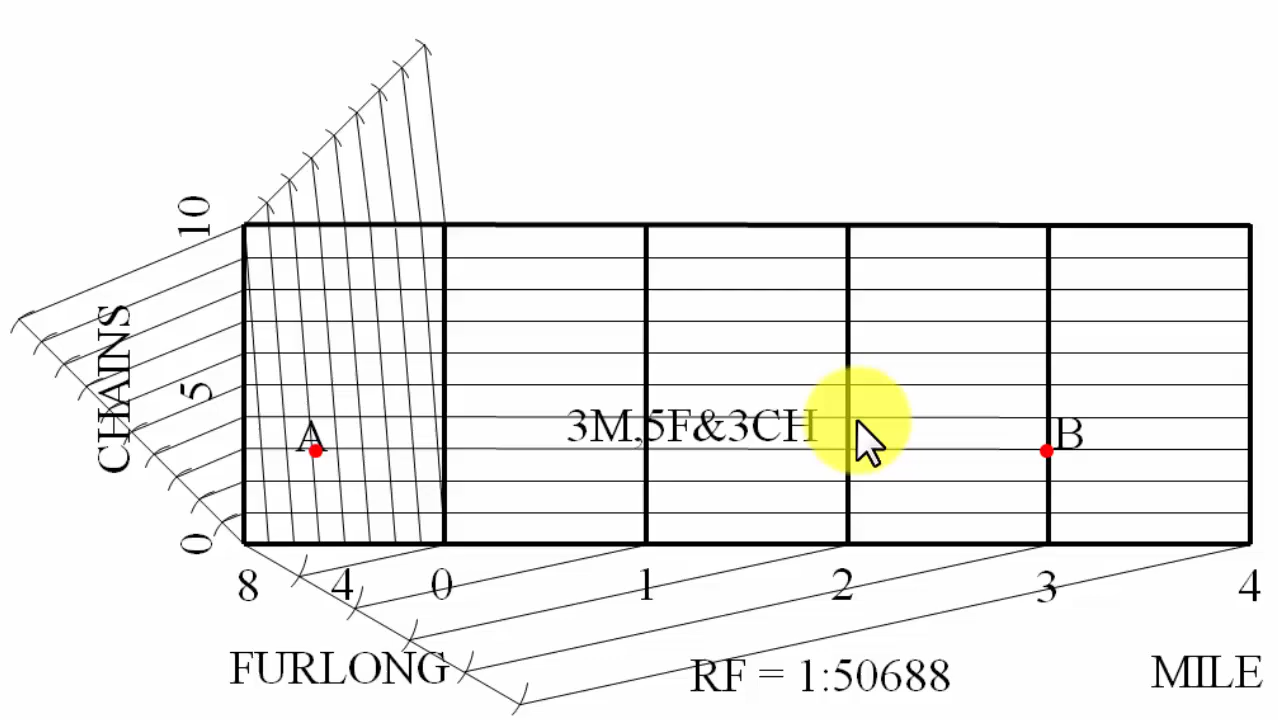 10
CHAINS
5
A
3M,5F&3CH
B
0
8 4 0 1 2 3 4
FURLONG
RF = 1:50688
MILE